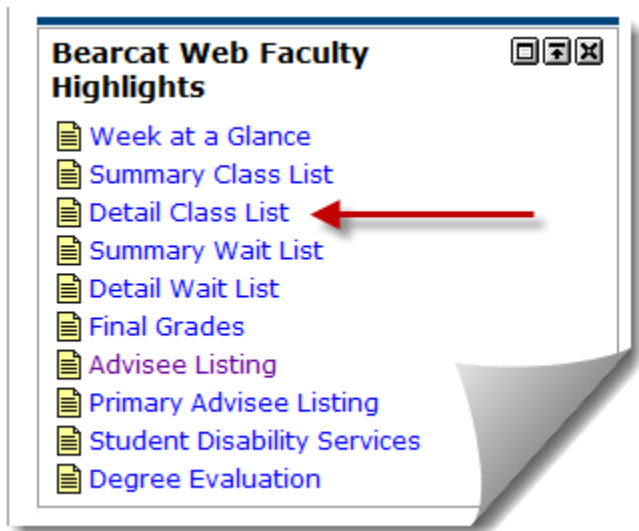 Bearcat Web Faculty
Highlights
Week at a Glance
Summary Class List
Detail Class List
Summary Wait List
Detail Wait List
Final Grades
Advisee Listing
Primary Advisee Listing
Student Disability Services
Degree Evaluation